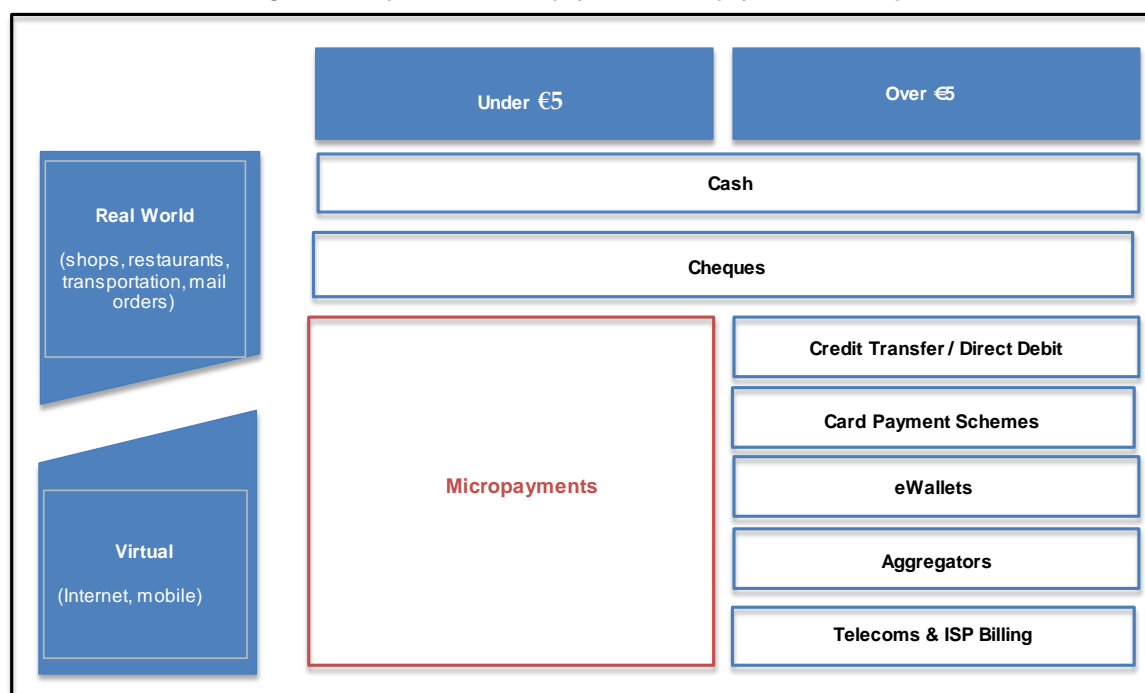 Under €5
Over €5
Cash
Real World
(shops, restaurants,
transportation, mail
orders)
Cheques
Credit Transfer / Direct Debit
Card Payment Schemes
Micropayments
eWallets
Virtual
(Internet, mobile)
Aggregators
Telecoms & ISP Billing